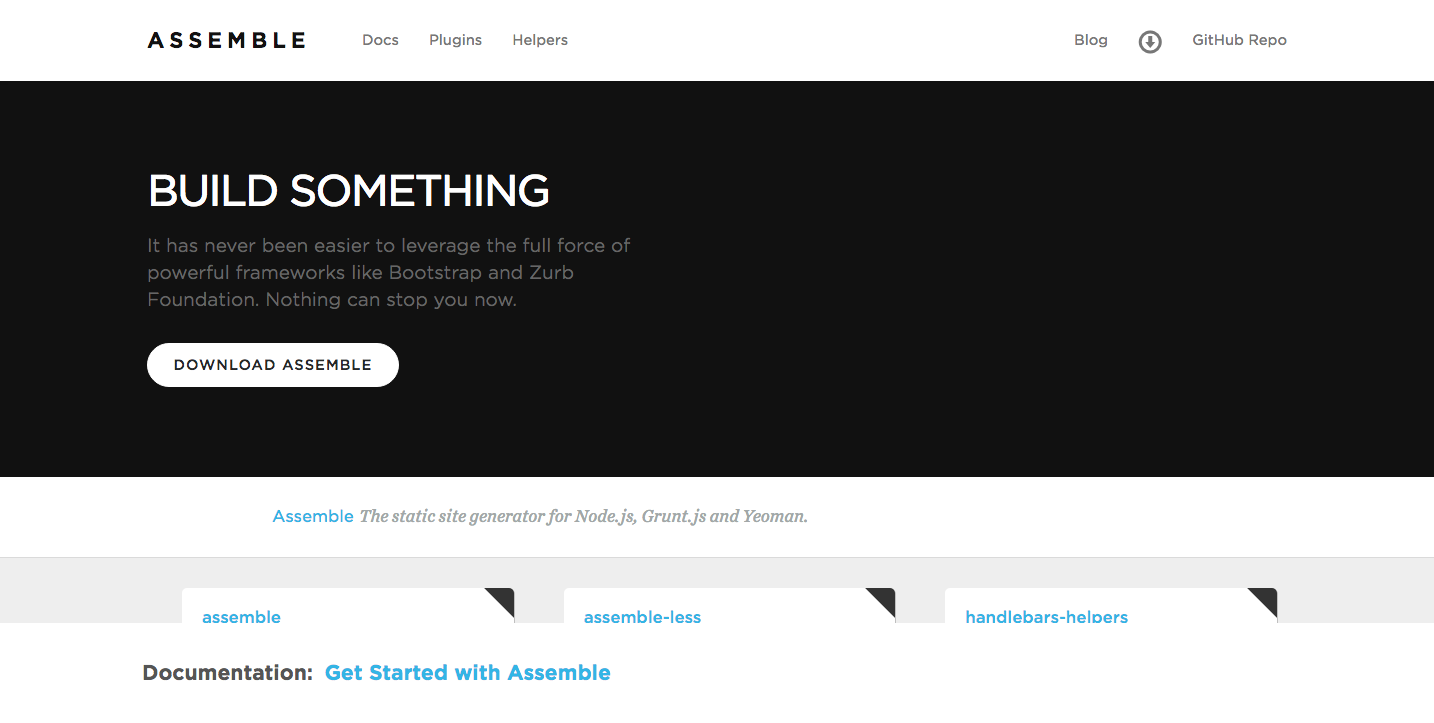 ASSEMBLE Docs Plugins Helpers Blog GitHub Repo
BUILD SOMETHING
It has never been easier to leverage the full force of
powerful frameworks like Bootstrap and Zurb
Foundation. Nothing can stop you now.
DOWNLOAD ASSEMBLE
Assemble The static site generator for Node.js, Grunt.js and Yeoman.
assemble assemble-less handlebars-helpers
Documentation: Get Started with Assemble